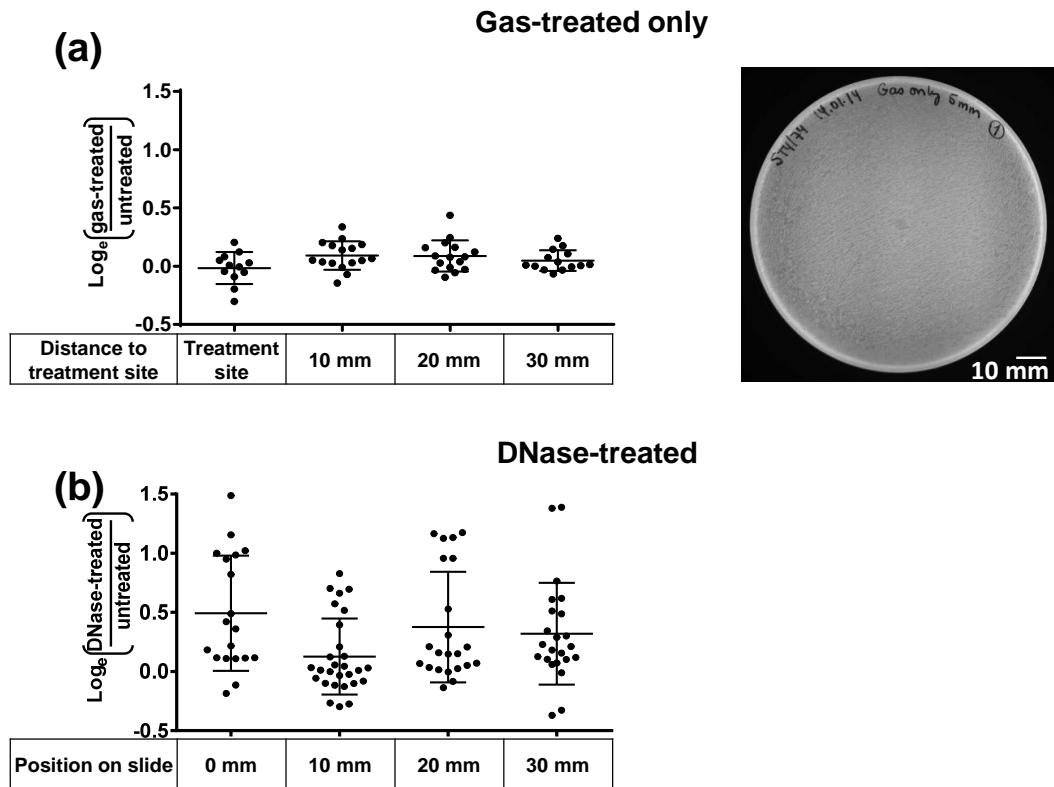 Gas-treated only
(a)
Logₑ(gas-treated/untreated)
1.5
1.0
0.5
0.0
-0.5
Distance to treatment site
Treatment site
10 mm
20 mm
30 mm
ST4/74 14.01.14 Gas only 5mm
1
10 mm
DNase-treated
(b)
Logₑ(DNase-treated/untreated)
1.5
1.0
0.5
0.0
-0.5
Position on slide
0 mm
10 mm
20 mm
30 mm